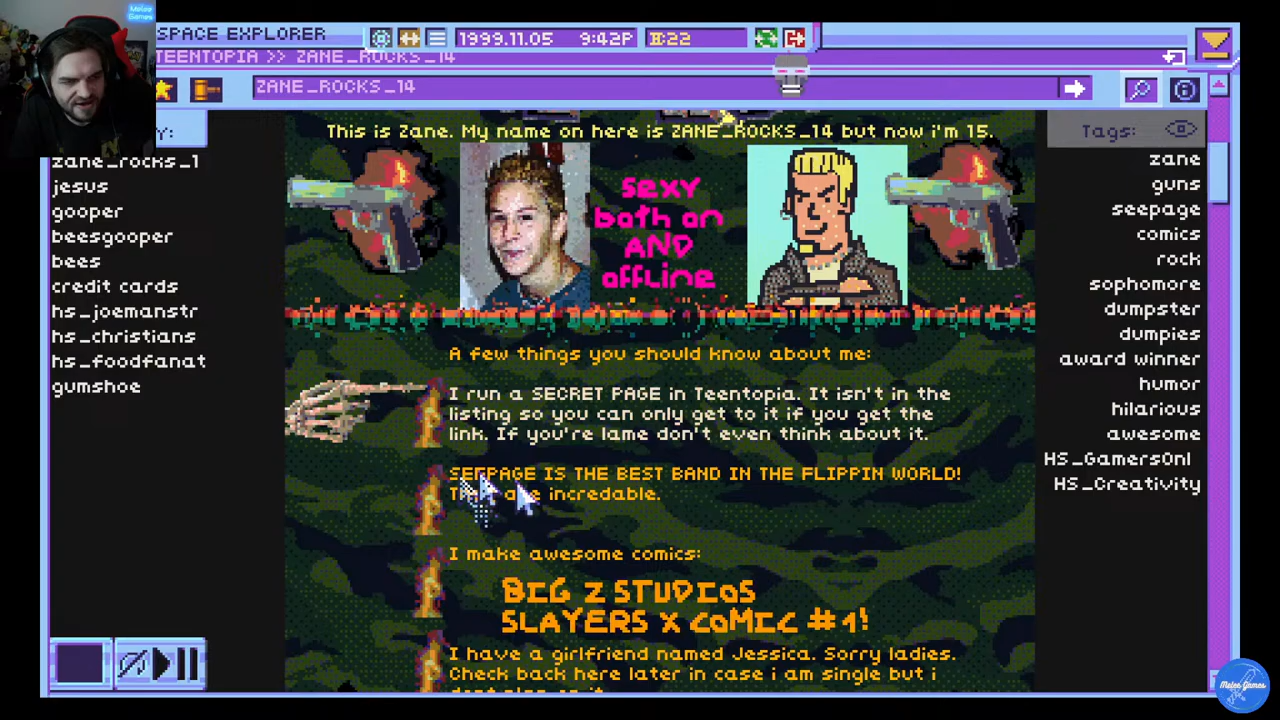 Melee Games
SPACE EXPLORER
1999.11.05 9:42P
22
TEENTOPIA >> ZANE_ROCKS_14
ZANE_ROCKS_14
Y:
zane_rocks_1
jesus
gooper
beesgooper
bees
credit cards
hs_joemanstr
hs_christians
hs_foodfanat
gumshoe
This is Zane. My name on here is ZANE_ROCKS_14 but now i'm 15.
Sexy
both on
AND
offline
A few things you should know about me:
I run a SECRET PAGE in Teentopia. It isn't in the
listing so you can only get to it if you get the
link. If you're lame don't even think about it.
SEEPAGE IS THE BEST BAND IN THE FLIPPIN WORLD!
incredable.
I make awesome comics:
BIG Z STUDIOS
SLAYERS X COMIC #1!
I have a girlfriend named Jessica. Sorry ladies.
Check back here later in case i am single but i
Tags:
zane
guns
seepage
comics
rock
sophomore
dumpster
dumpies
award winner
humor
hilarious
awesome
HS_GamersOnl
HS_Creativity
Melee Games